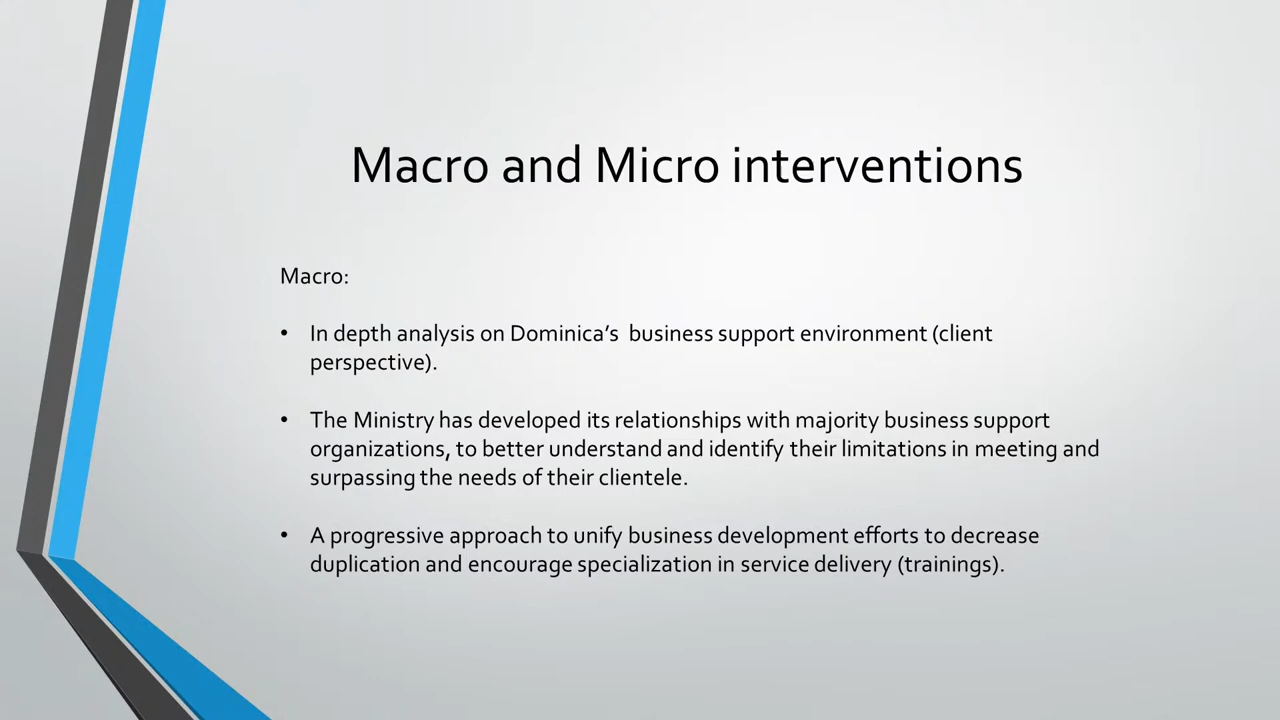 Macro and Micro interventions
Macro:
• In depth analysis on Dominica’s  business support environment (client
perspective).
• The Ministry has developed its relationships with majority business support
organizations, to better understand and identify their limitations in meeting and
surpassing the needs of their clientele.
• A progressive approach to unify business development efforts to decrease
duplication and encourage specialization in service delivery (trainings).